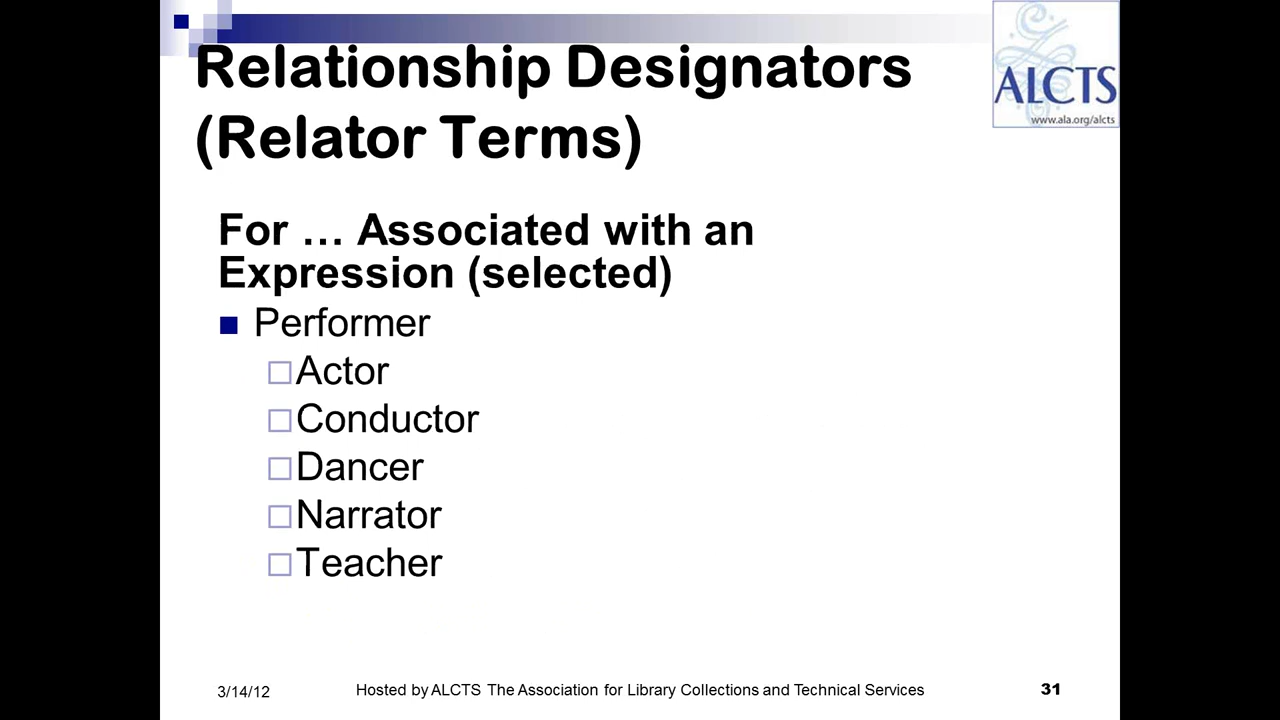 Relationship Designators
(Relator Terms)
ALCTS
www.ala.org/alcts
For … Associated with an
Expression (selected)
Performer
Actor
Conductor
Dancer
Narrator
Teacher
3/14/12
Hosted by ALCTS The Association for Library Collections and Technical Services
31